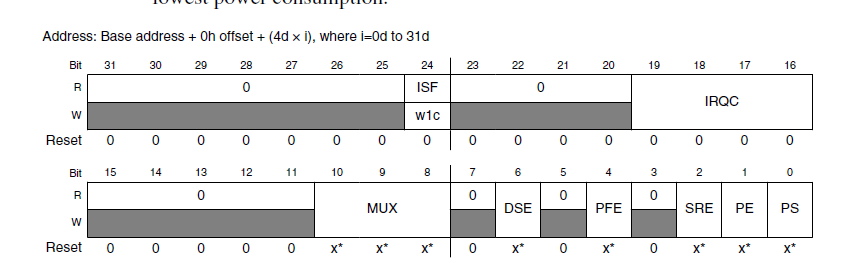 lowest power consumption.
Address: Base address + 0h offset + (4d × i), where i=0d to 31d
Bit 31 30 29 28 27 26 25 24 23 22 21 20 19 18 17 16
R 0 ISF 0 IRQC
W w1c
Reset 0 0 0 0 0 0 0 0 0 0 0 0 0 0 0 0
Bit 15 14 13 12 11 10 9 8 7 6 5 4 3 2 1 0
R 0 MUX 0 DSE 0 PFE 0 SRE PE PS
W
Reset 0 0 0 0 0 x* x* x* 0 x* 0 x* 0 x* x* x*